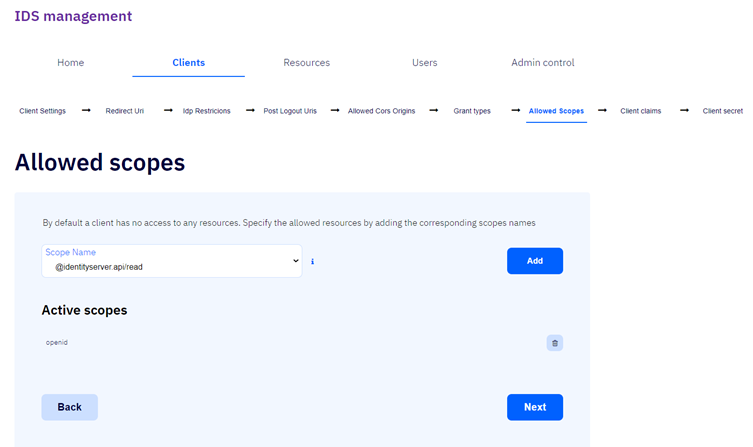 IDS management
Home Clients Resources Users Admin control
Client Settings → Redirect Uri → Idp Restricions → Post Logout Uris → Allowed Cors Origins → Grant types → Allowed Scopes → Client claims → Client secret
Allowed scopes
By default a client has no access to any resources. Specify the allowed resources by adding the corresponding scopes names
Scope Name
@identityserver.api/read
Add
Active scopes
openid
Back Next